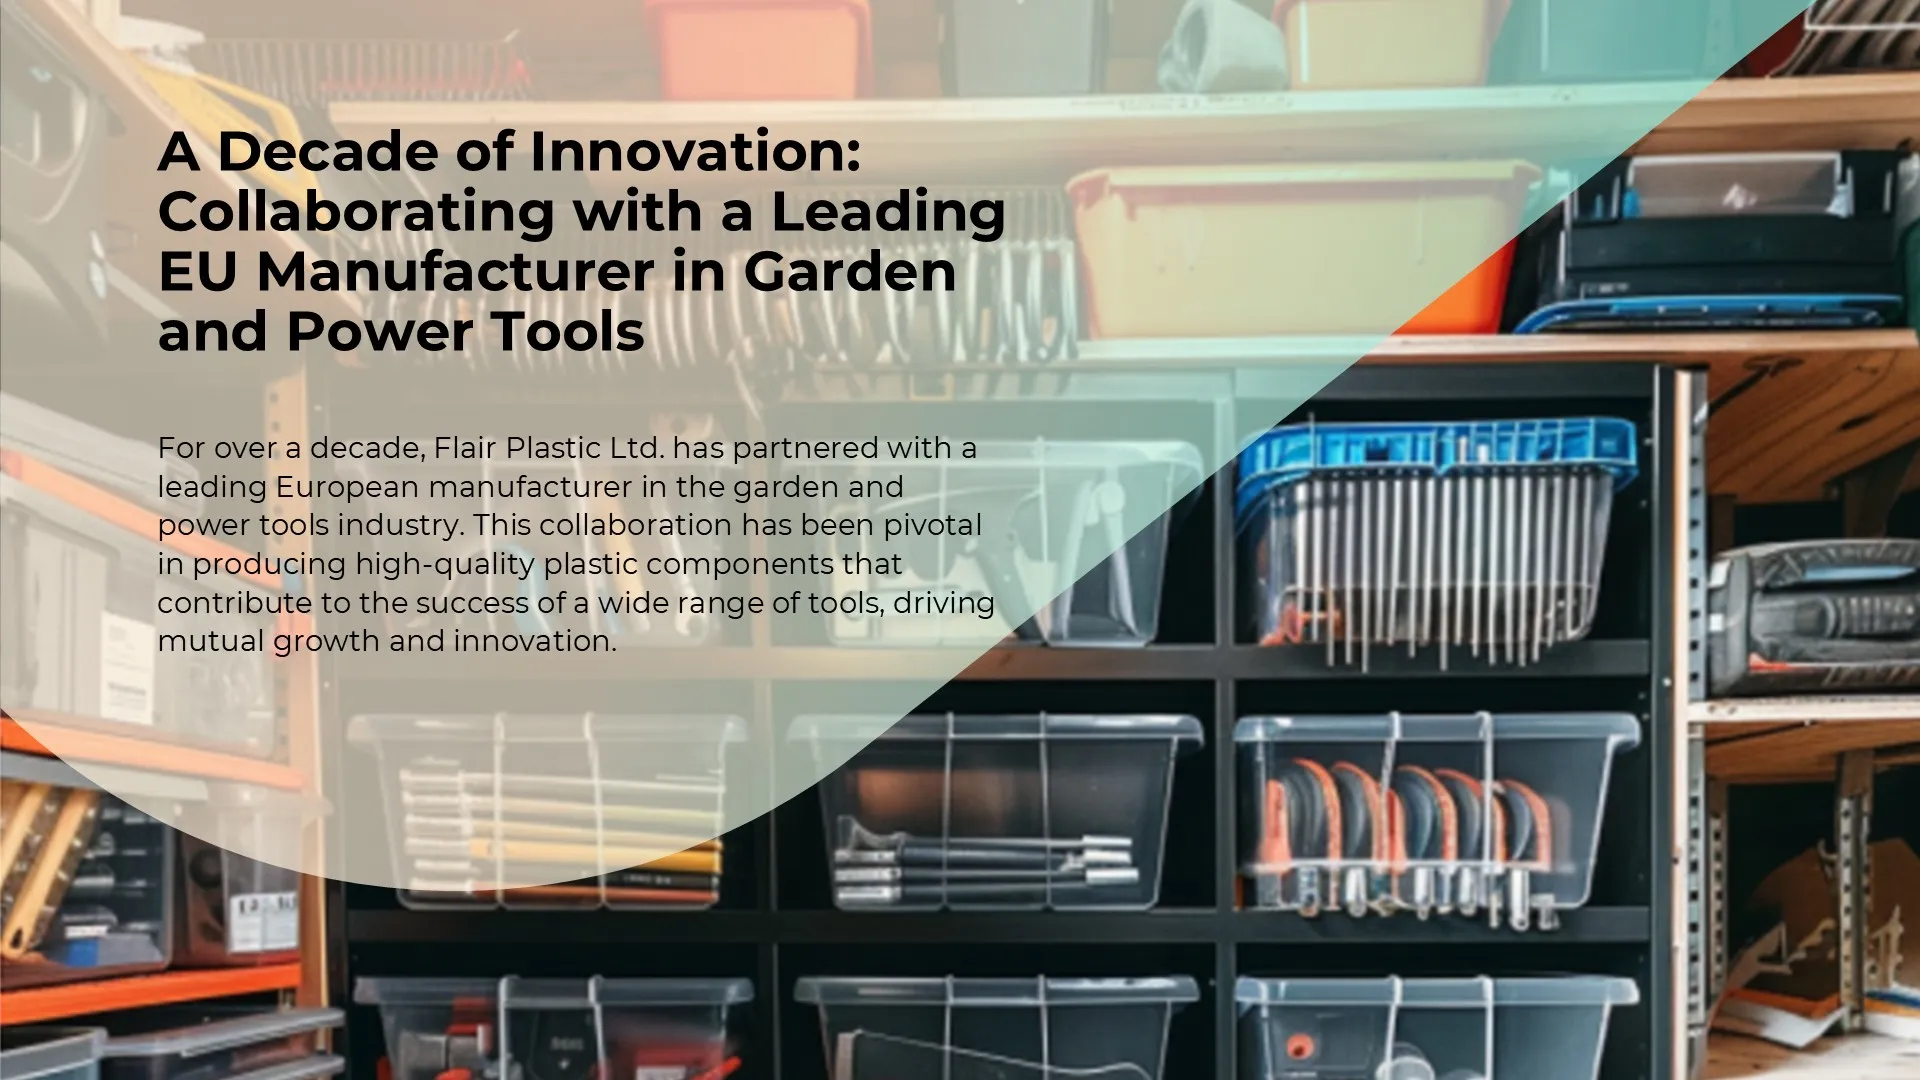 A Decade of Innovation:
Collaborating with a Leading
EU Manufacturer in Garden
and Power Tools
For over a decade, Flair Plastic Ltd. has partnered with a
leading European manufacturer in the garden and
power tools industry. This collaboration has been pivotal
in producing high-quality plastic components that
contribute to the success of a wide range of tools, driving
mutual growth and innovation.